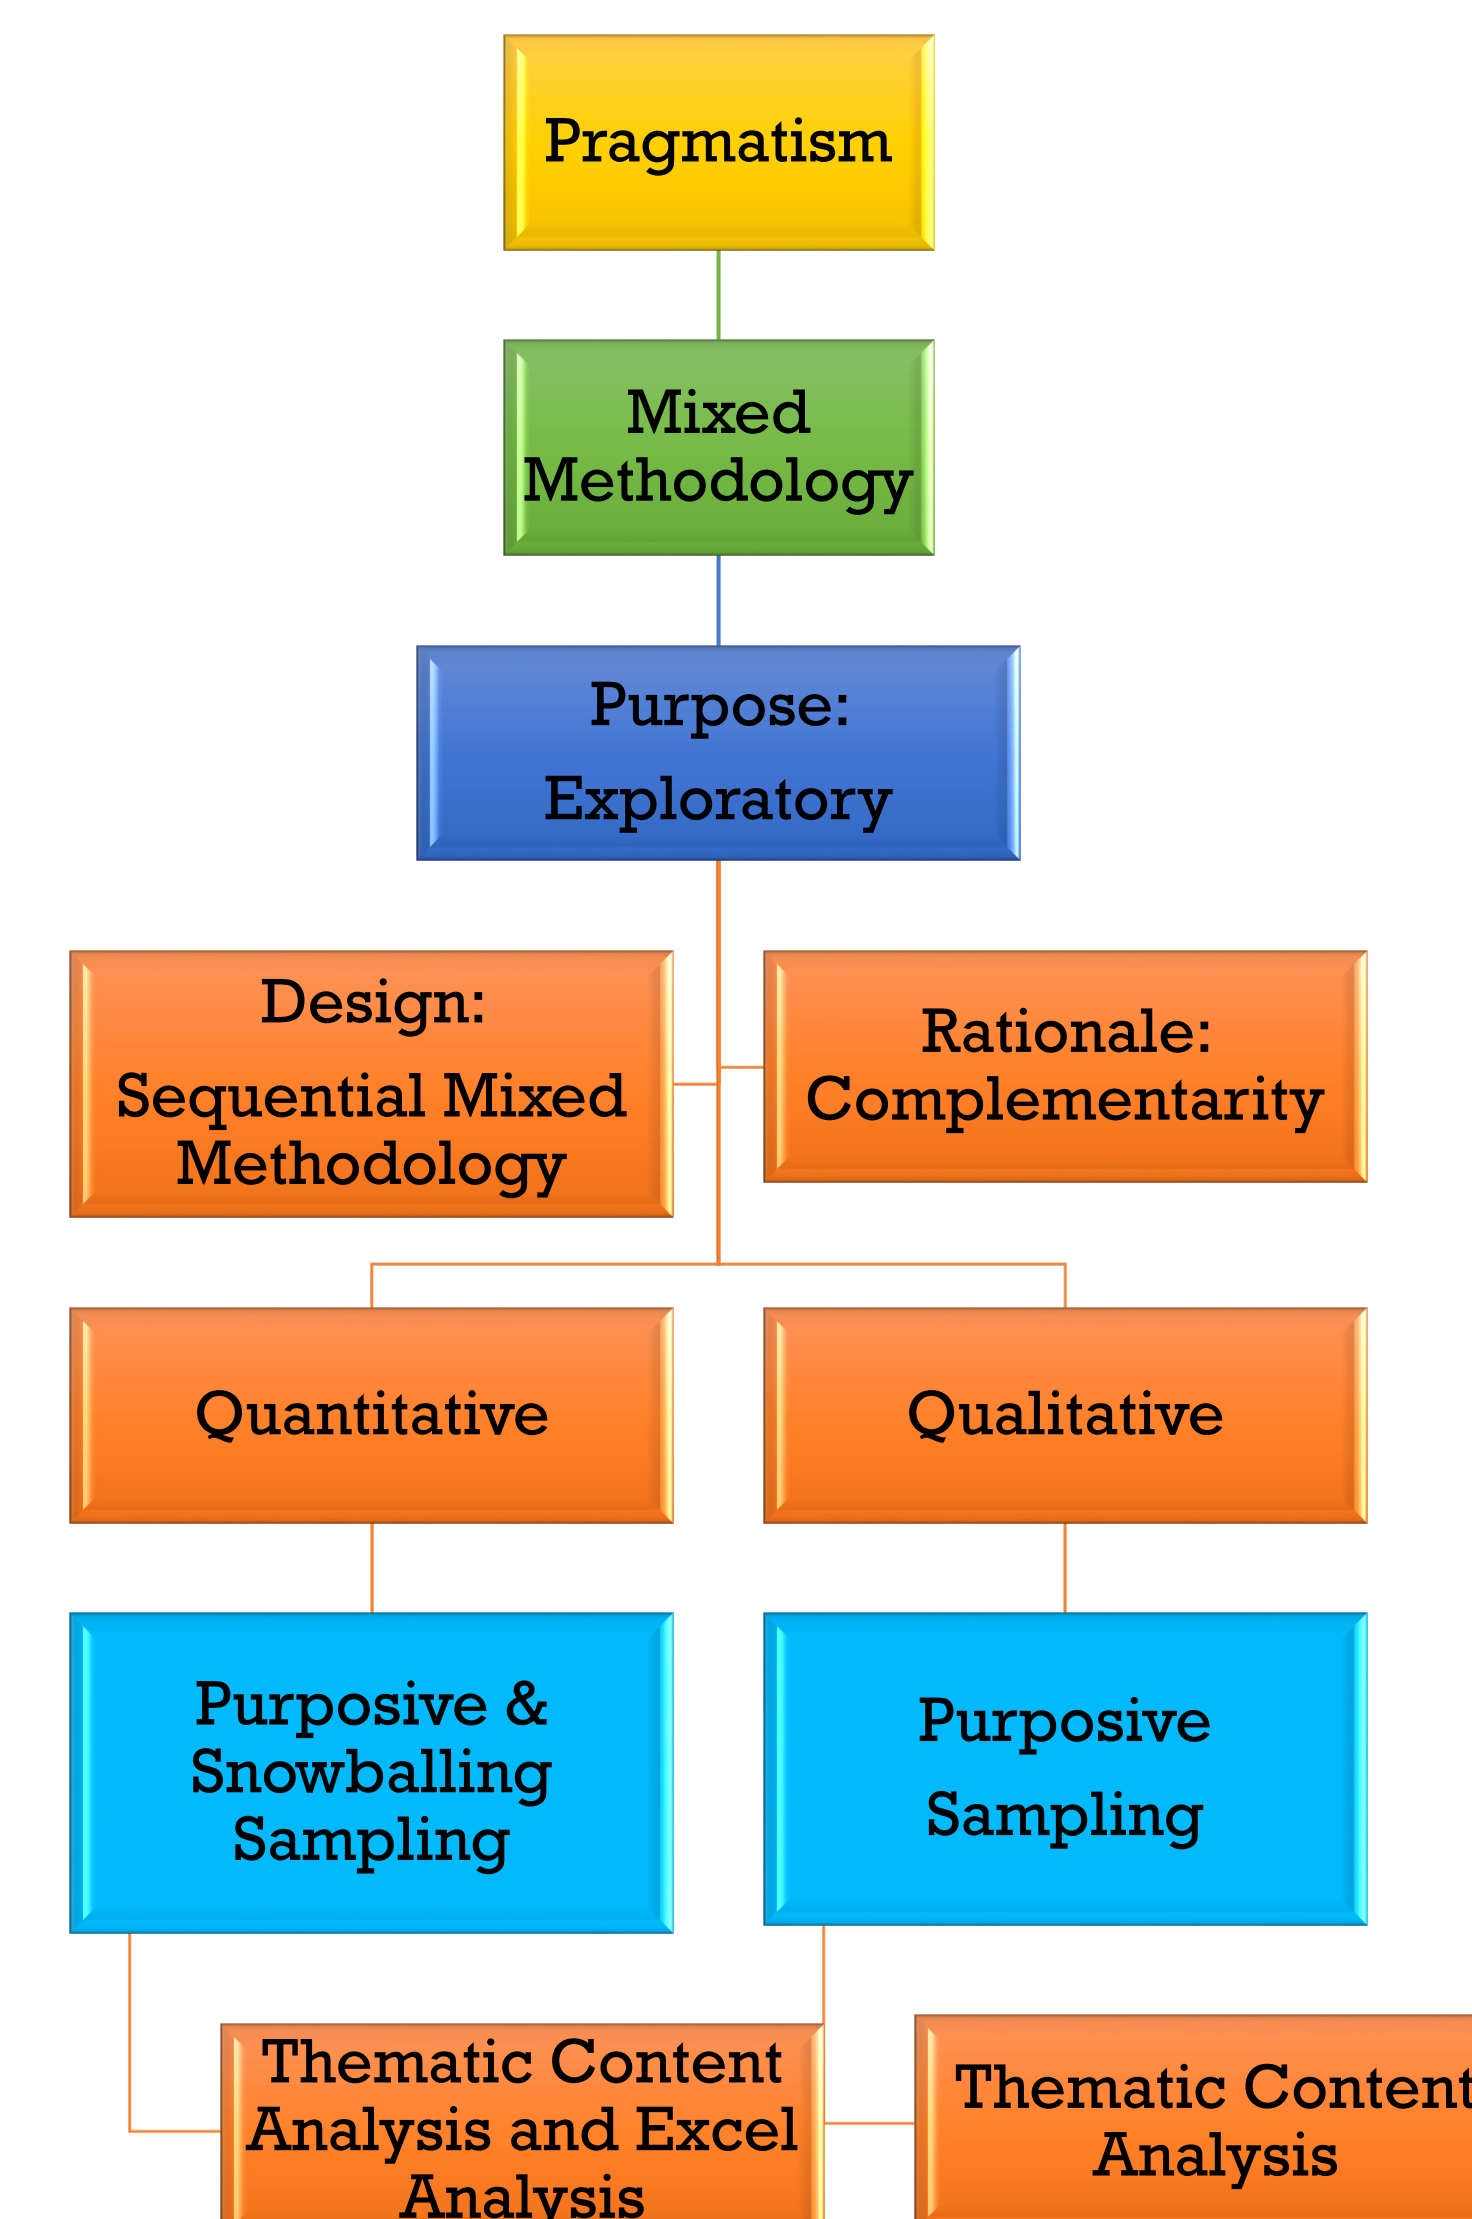 Pragmatism
Mixed
Methodology
Purpose:
Exploratory
Design:
Sequential Mixed
Methodology
Rationale:
Complementarity
Quantitative
Qualitative
Purposive &
Snowballing
Sampling
Purposive
Sampling
Thematic Content
Analysis and Excel
Analysis
Thematic Content
Analysis